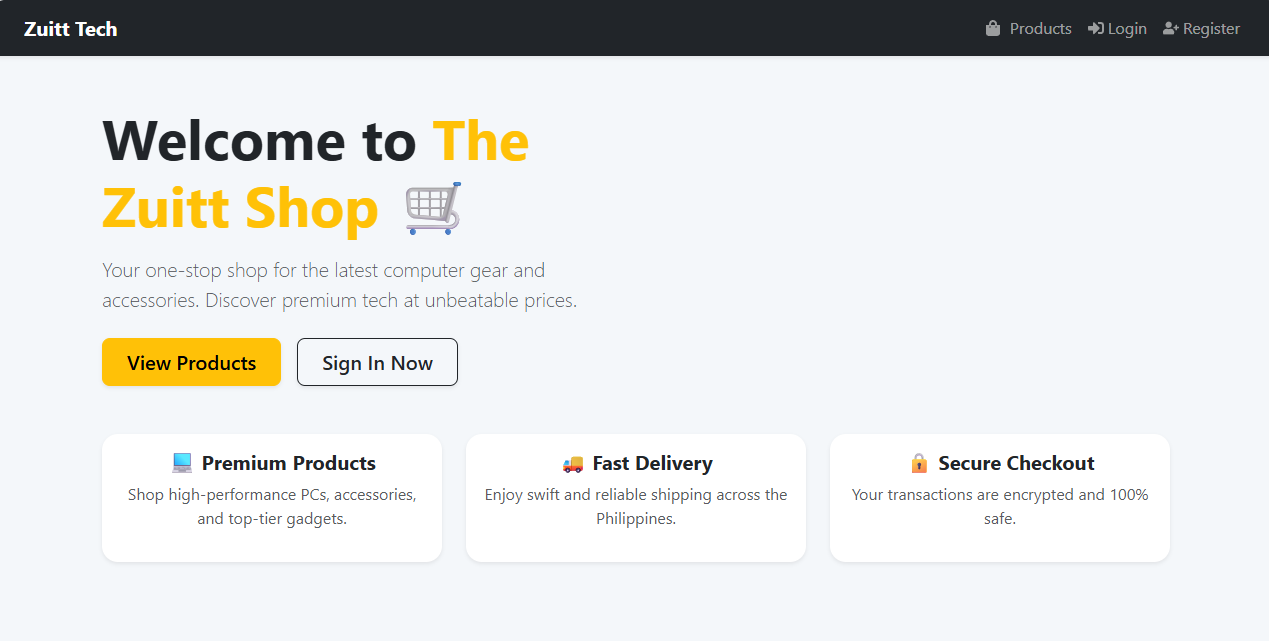 Zuitt Tech
Products
Login
Register
Welcome to The
Zuitt Shop
Your one-stop shop for the latest computer gear and
accessories. Discover premium tech at unbeatable prices.
View Products
Sign In Now
Premium Products
Shop high-performance PCs, accessories,
and top-tier gadgets.
Fast Delivery
Enjoy swift and reliable shipping across the
Philippines.
Secure Checkout
Your transactions are encrypted and 100%
safe.